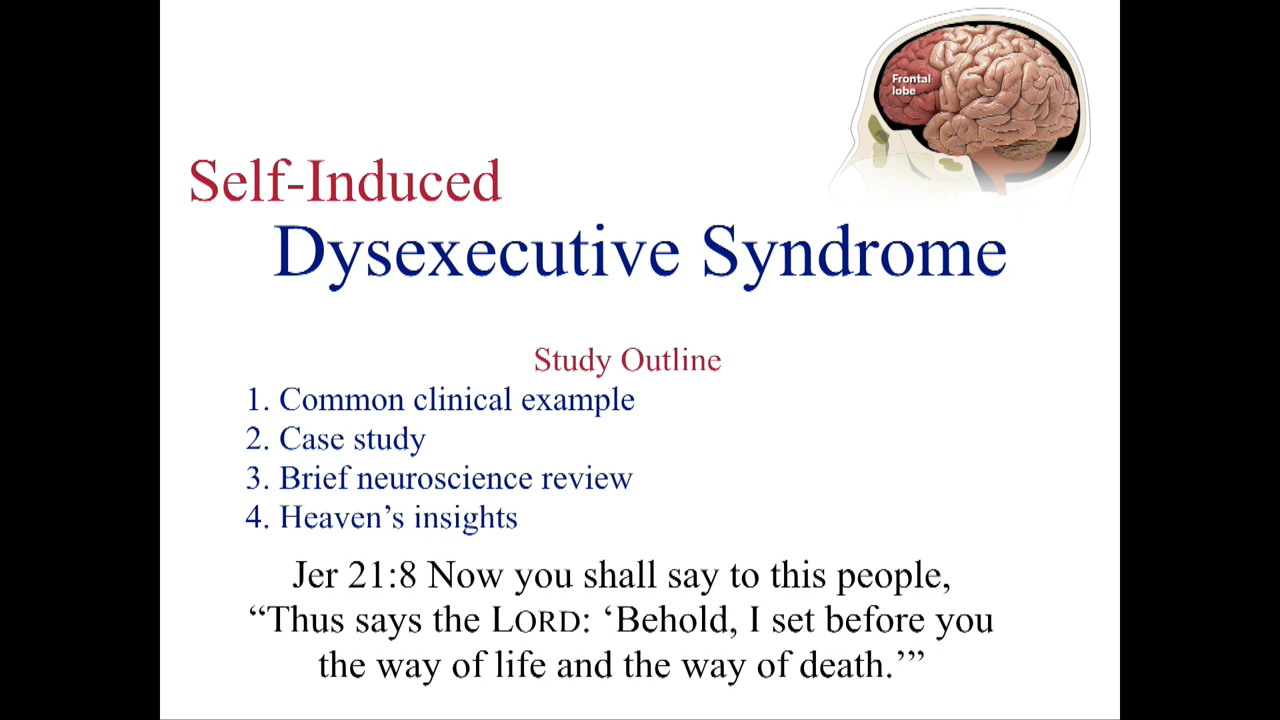 Frontal
lobe
Self-Induced
Dysexecutive Syndrome
Study Outline
1. Common clinical example
2. Case study
3. Brief neuroscience review
4. Heaven’s insights
Jer 21:8 Now you shall say to this people,
“Thus says the LORD: ‘Behold, I set before you
the way of life and the way of death.’”